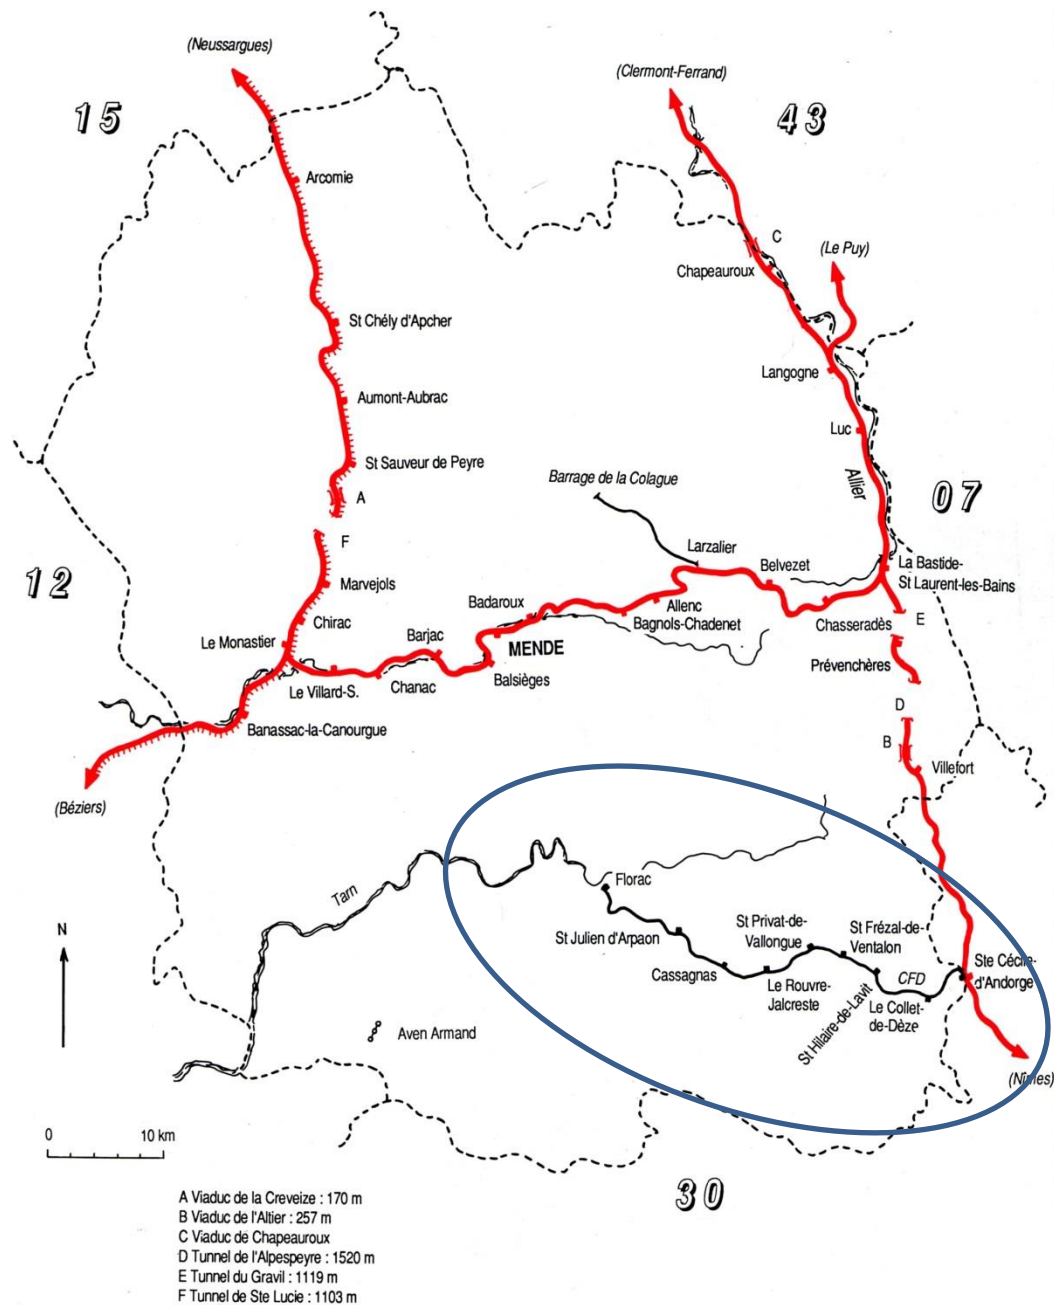 (Neussargues)
(Clermont-Ferrand)
15
43
Arcomie
C
(Le Puy)
Chapeauroux
St Chély d'Apcher
Langogne
Aumont-Aubrac
Luc
St Sauveur de Peyre
Allier
Barrage de la Colague
A
07
F
Larzalier
12
Marvejols
Belvezet
La Bastide-
St Laurent-les-Bains
Badaroux
Allenc
Chirac
Bagnols-Chadenet
Chasseradès
E
Le Monastier
Barjac
MENDE
Prévenchères
Le Villard-S.
Chanac
Balsièges
D
Banassac-la-Canourgue
B
Villefort
(Béziers)
Tarn
Florac
N
St Julien d'Arpaon
St Privat-de-
Vallongue
St Frézal-de-
Ventalon
Cassagnas
Le Rouvre-
Jalcreste
St Hilaire-de-Lavit
CFD
Le Collet-
de-Dèze
Ste Cécile-
d'Andorge
Aven Armand
(Nîmes)
0 10 km
30
A Viaduc de la Creveize : 170 m
B Viaduc de l'Altier : 257 m
C Viaduc de Chapeauroux
D Tunnel de l'Alpespeyre : 1520 m
E Tunnel du Gravil : 1119 m
F Tunnel de Ste Lucie : 1103 m